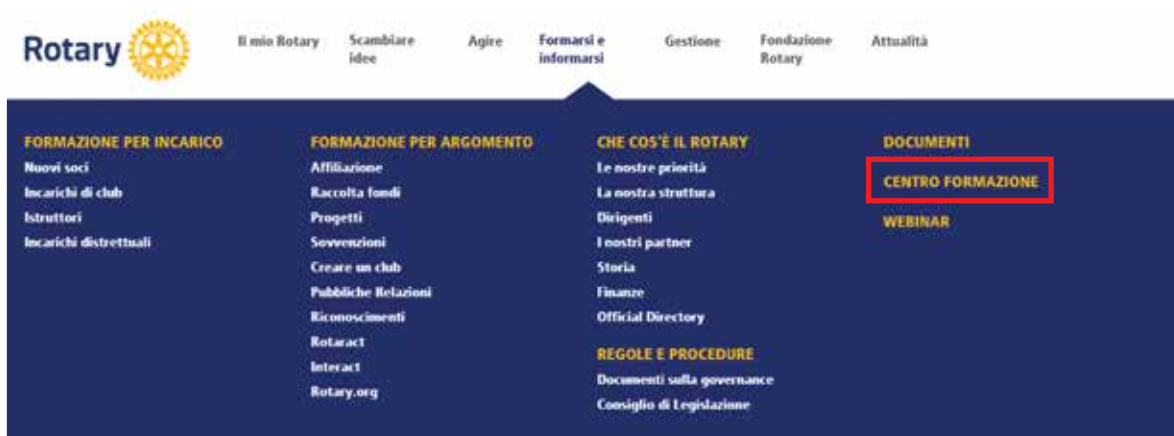 Rotary
Il mio Rotary
Scambiare
idee
Agire
Formarsi e
informarsi
Gestione
Fondazione
Rotary
Attualità
FORMAZIONE PER INCARICO
Nuovi soci
Incarichi di club
Istruttori
Incarichi distrettuali
FORMAZIONE PER ARGOMENTO
Affiliazione
Raccolta fondi
Progetti
Sovvenzioni
Creare un club
Pubbliche Relazioni
Riconoscimenti
Rotaract
Interact
Rotary.org
CHE COS'È IL ROTARY
Le nostre priorità
La nostra struttura
Dirigenti
I nostri partner
Storia
Finanze
Official Directory
REGOLE E PROCEDURE
Documenti sulla governance
Consiglio di Legislazione
DOCUMENTI
CENTRO FORMAZIONE
WEBINAR